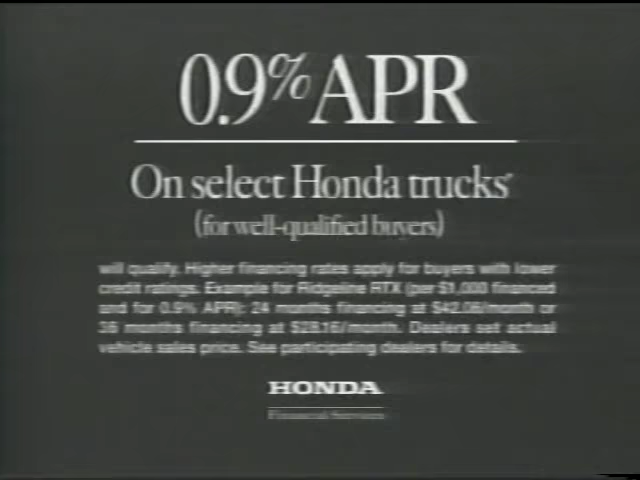 0.9% APR
On select Honda trucks*
(for well-qualified buyers)
will qualify. Higher financing rates apply for buyers with lower
credit ratings. Example for Ridgeline RTX (per $1,000 financed
and for 0.9% APR): 24 months financing at $42.06/month or
36 months financing at $28.16/month. Dealers set actual
vehicle sales price. See participating dealers for details.
HONDA
Financial Services